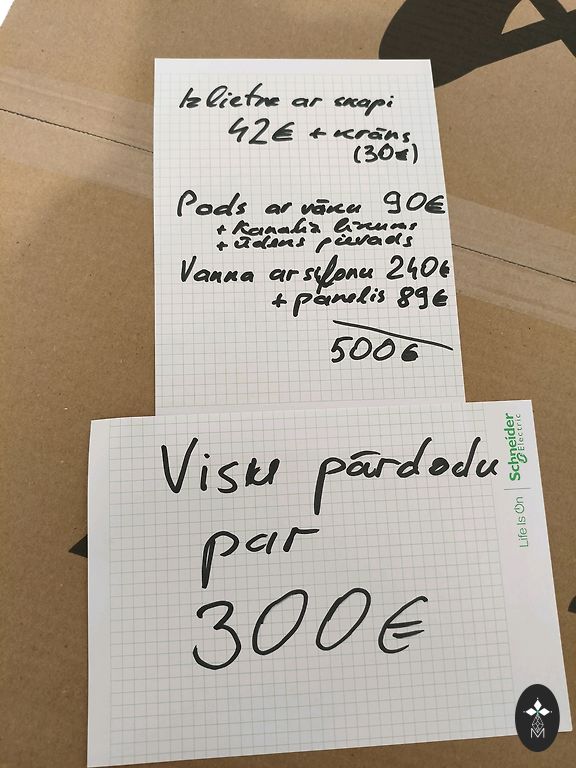 Izlietne ar skapi
42€ + krāns
(30€)
Pods ar vāku 90€
+ Kanaliz līkums
+ Ūdens pievads
Vanna ar sifonu 240€
+ panelis 89€
500€
Visu pārdodu
par
300€
Life Is On | Schneider Electric
M